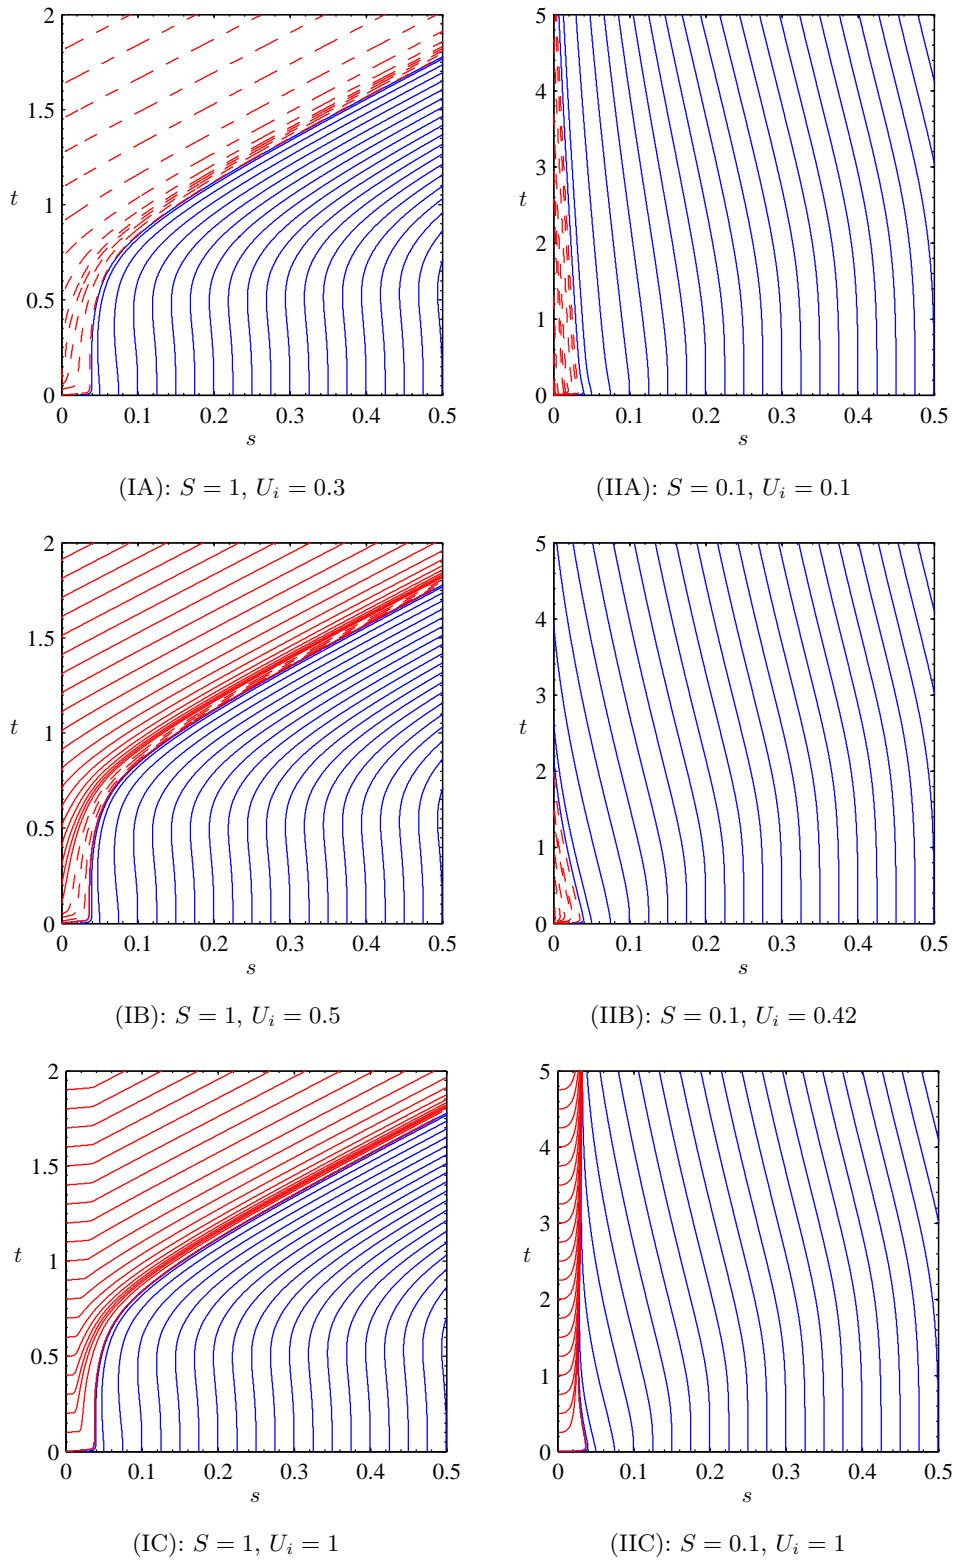 2
1.5
t
1
0.5
0
0 0.1 0.2 0.3 0.4 0.5
s
(IA): S = 1, U_i = 0.3
5
4
3
t
2
1
0
0 0.1 0.2 0.3 0.4 0.5
s
(IIA): S = 0.1, U_i = 0.1
2
1.5
t
1
0.5
0
0 0.1 0.2 0.3 0.4 0.5
s
(IB): S = 1, U_i = 0.5
5
4
3
t
2
1
0
0 0.1 0.2 0.3 0.4 0.5
s
(IIB): S = 0.1, U_i = 0.42
2
1.5
t
1
0.5
0
0 0.1 0.2 0.3 0.4 0.5
s
(IC): S = 1, U_i = 1
5
4
3
t
2
1
0
0 0.1 0.2 0.3 0.4 0.5
s
(IIC): S = 0.1, U_i = 1